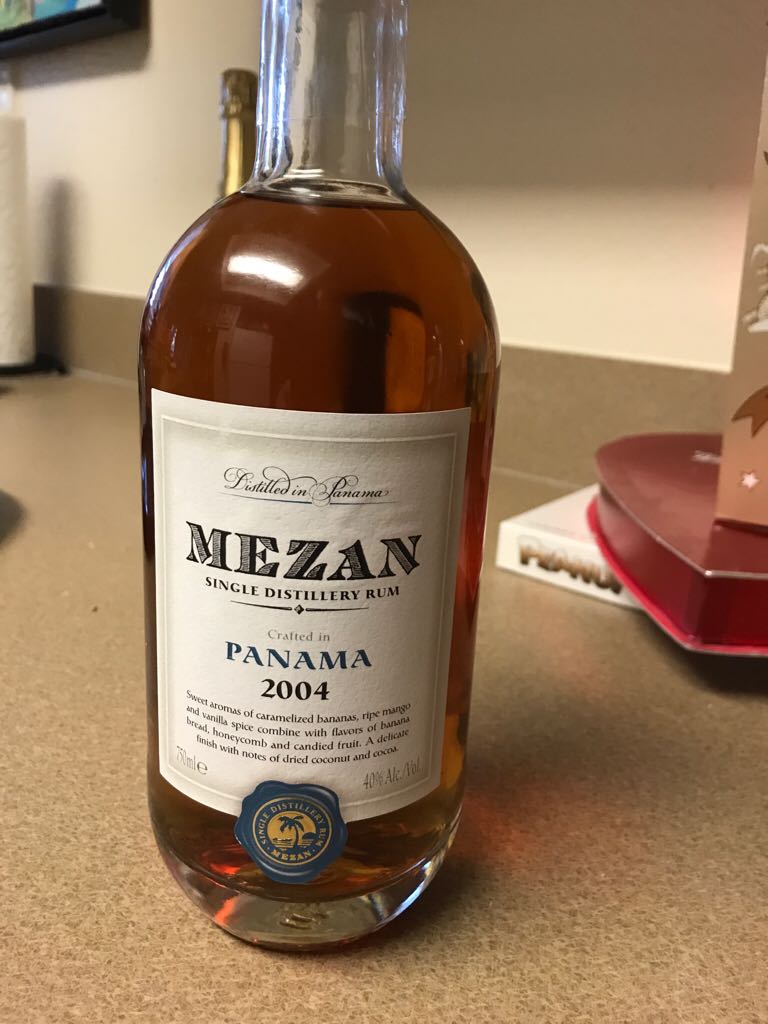 Distilled in Panama
MEZAN
SINGLE DISTILLERY RUM
Crafted in
PANAMA
2004
Sweet aromas of caramelized bananas, ripe mango
and vanilla spice combine with flavors of banana
bread, honeycomb and candied fruit. A delicate
finish with notes of dried coconut and cocoa.
750ml e
40% Alc./Vol.
SINGLE DISTILLERY RUM
MEZAN
PEANU